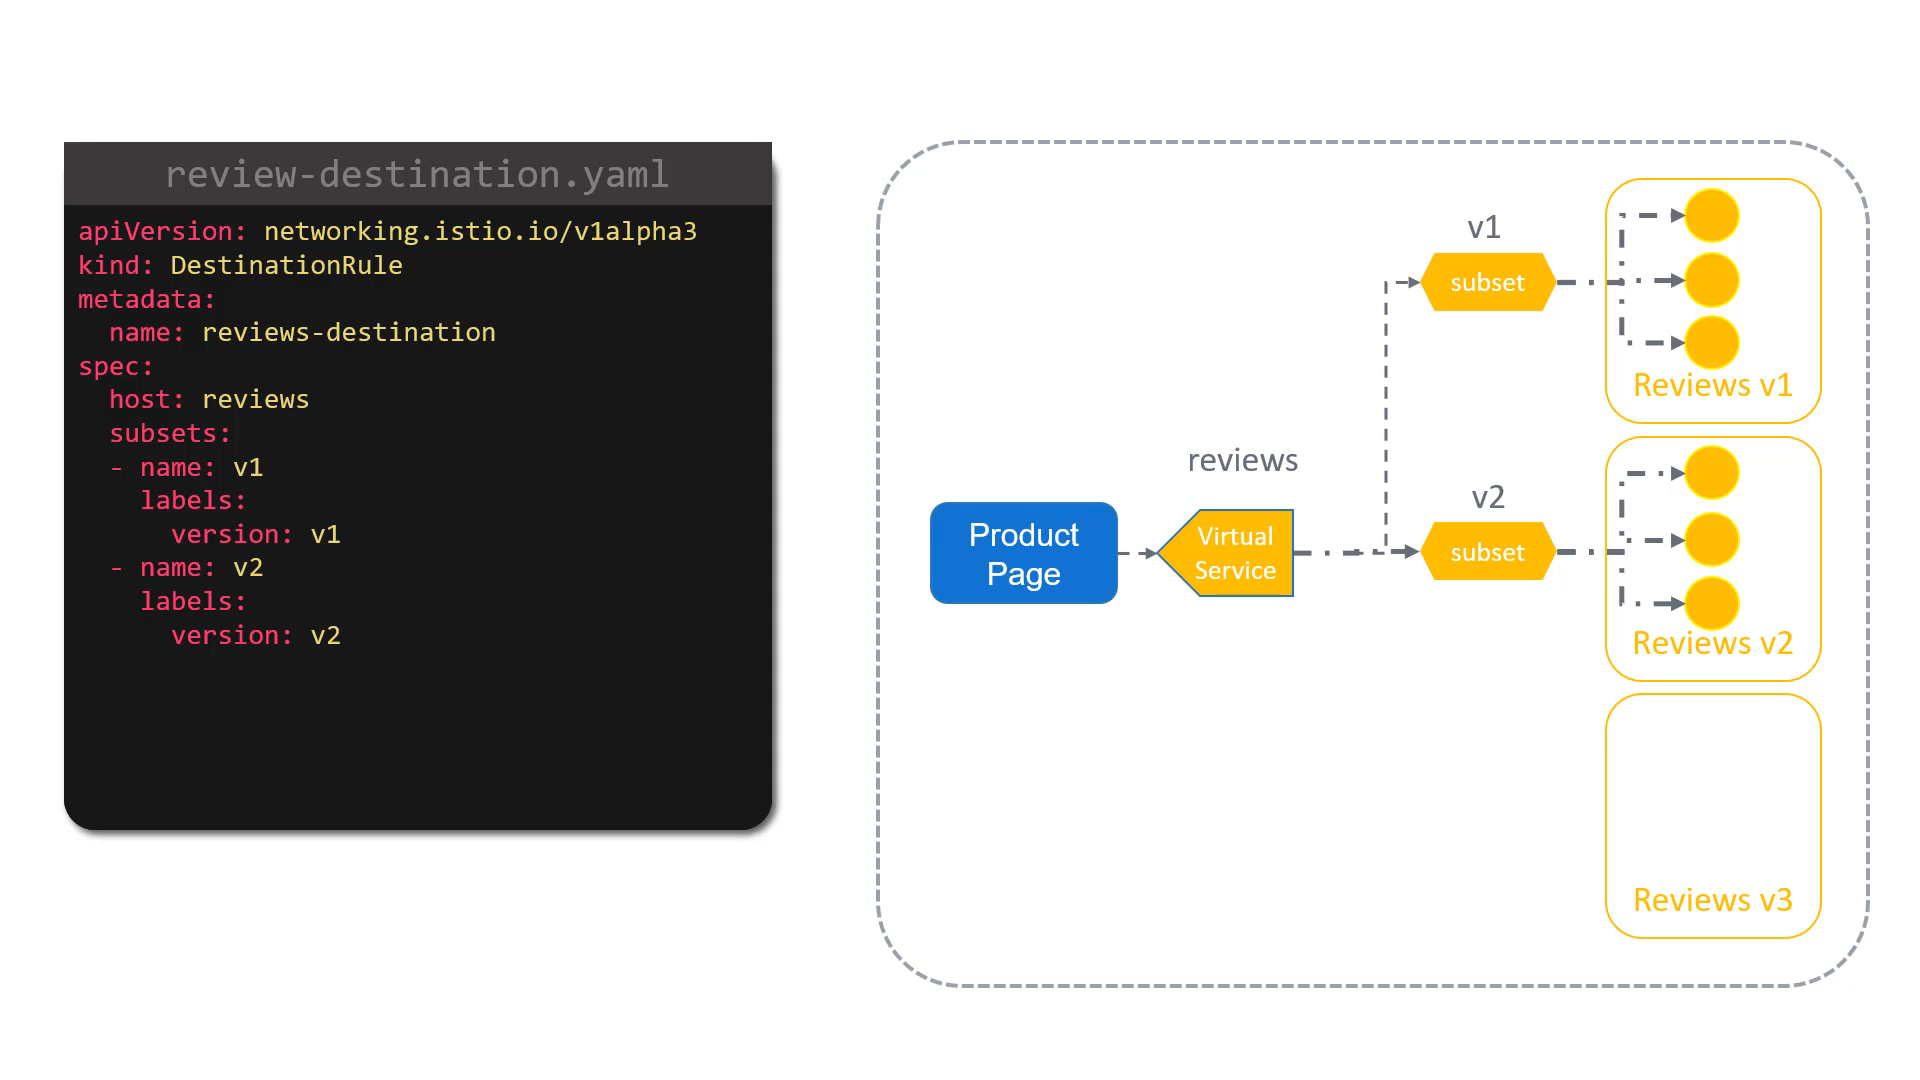 review-destination.yaml
apiVersion: networking.istio.io/v1alpha3
kind: DestinationRule
metadata:
  name: reviews-destination
spec:
  host: reviews
  subsets:
  - name: v1
    labels:
      version: v1
  - name: v2
    labels:
      version: v2
v1
subset
Reviews v1
reviews
Product
Page
Virtual
Service
v2
subset
Reviews v2
Reviews v3